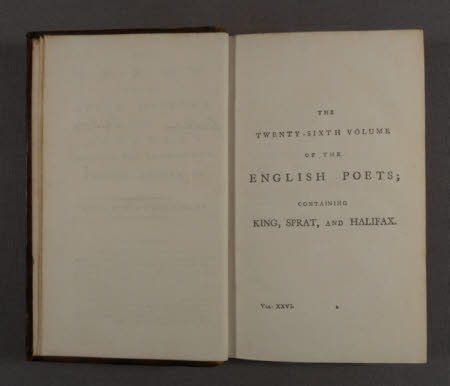 THE
TWENTY-SIXTH VOLUME
OF THE
ENGLISH POETS;
CONTAINING
KING, SPRAT, AND HALIFAX.
VOL. XXVI.